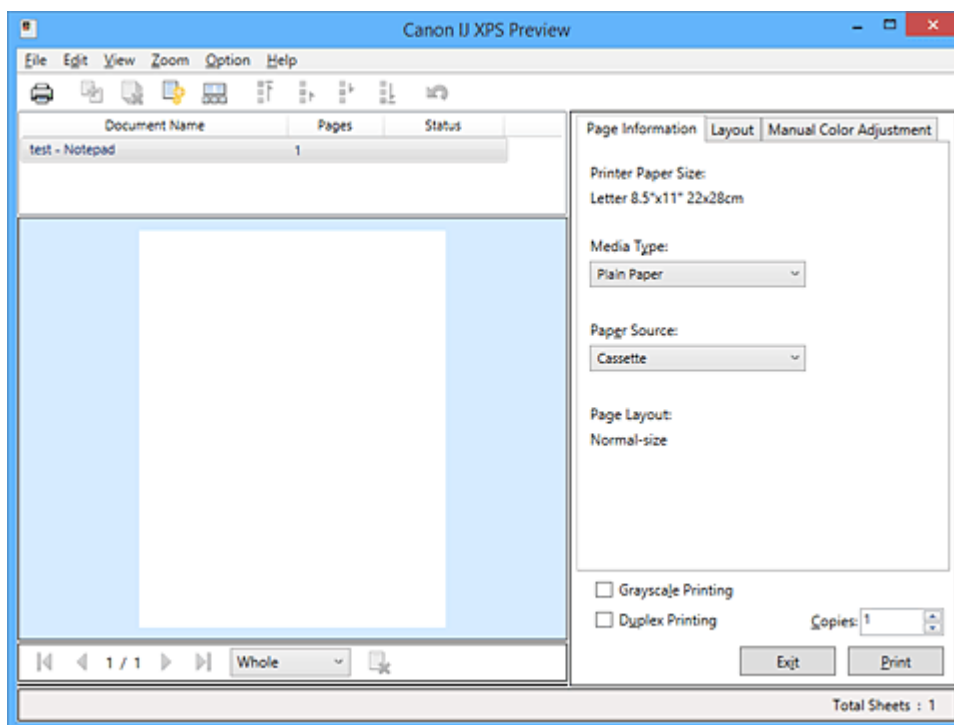 Canon IJ XPS Preview
File Edit View Zoom Option Help
Document Name Pages Status
test - Notepad 1
Page Information Layout Manual Color Adjustment
Printer Paper Size:
Letter 8.5"x11" 22x28cm
Media Type:
Plain Paper
Paper Source:
Cassette
Page Layout:
Normal-size
Grayscale Printing
Duplex Printing Copies: 1
1 / 1 Whole Exit Print
Total Sheets : 1